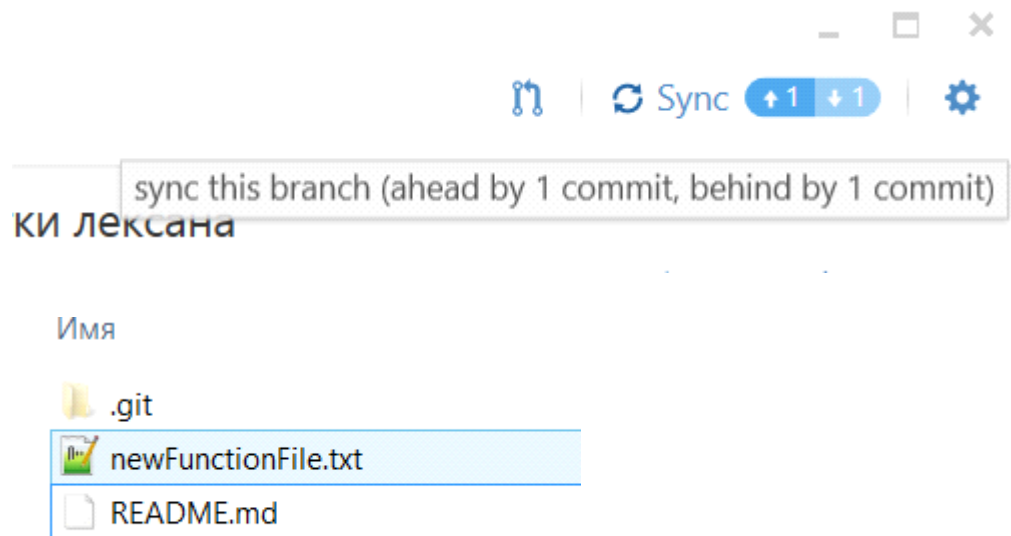 Sync 1 1
sync this branch (ahead by 1 commit, behind by 1 commit)
ки лексана
Имя
.git
newFunctionFile.txt
README.md